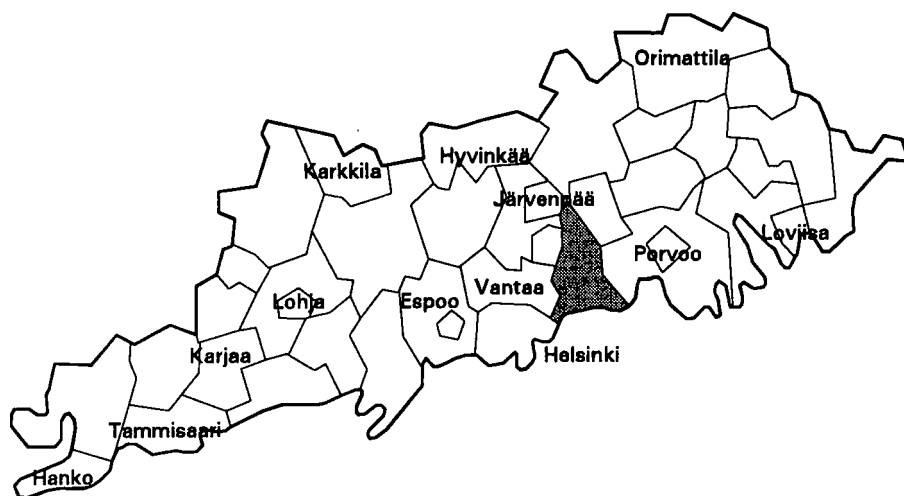 Orimattila
Hyvinkää
Karkkila
Järvenpää
Loviisa
Porvoo
Vantaa
Espoo
Lohja
Helsinki
Karjaa
Tammisaari
Hanko